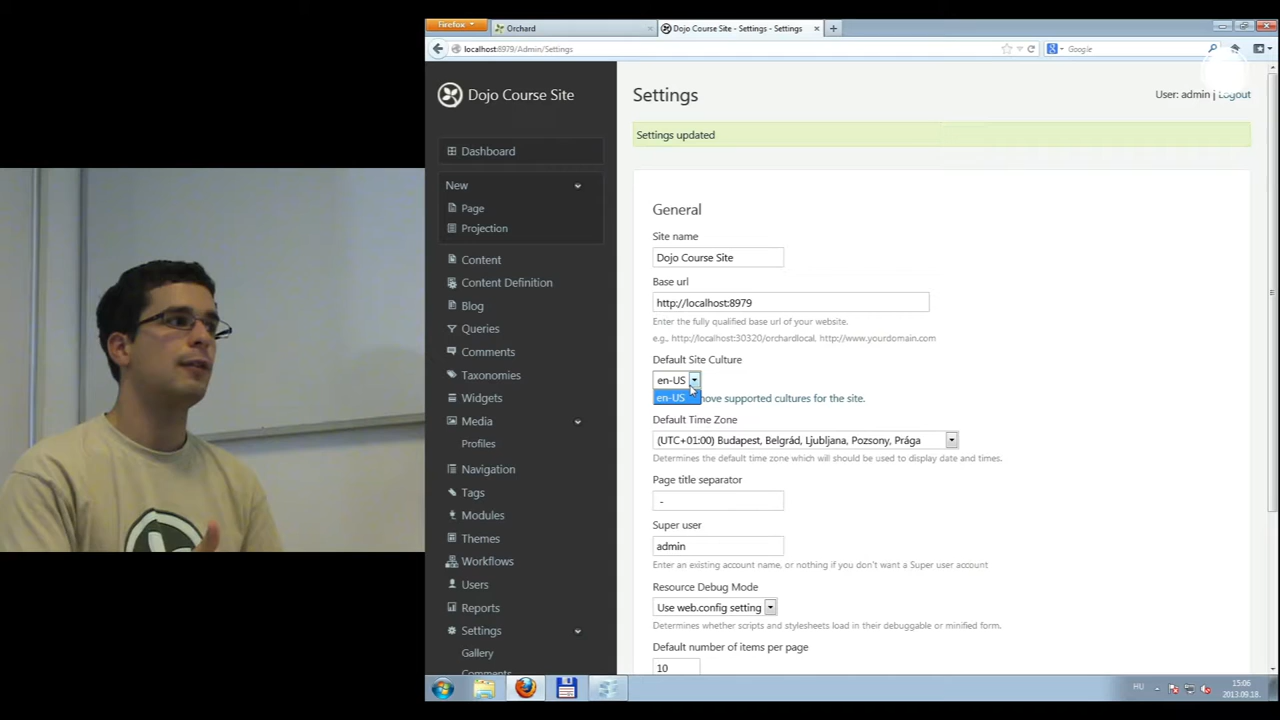 Firefox
Orchard
Dojo Course Site - Settings - Settings
localhost:8979/Admin/Settings
Google
Dojo Course Site
Dashboard
New
Page
Projection
Content
Content Definition
Blog
Queries
Comments
Taxonomies
Widgets
Media
Profiles
Navigation
Tags
Modules
Themes
Workflows
Users
Reports
Settings
Gallery
Comments
Settings
User: admin | Logout
Settings updated
General
Site name
Dojo Course Site
Base url
http://localhost:8979
Enter the fully qualified base url of your website.
e.g., http://localhost:30320/orchardlocal, http://www.yourdomain.com
Default Site Culture
en-US
en-US
move supported cultures for the site.
Default Time Zone
(UTC+01:00) Budapest, Belgrád, Ljubljana, Pozsony, Prága
Determines the default time zone which will should be used to display date and times.
Page title separator
-
Super user
admin
Enter an existing account name, or nothing if you don't want a Super user account
Resource Debug Mode
Use web.config setting
Determines whether scripts and stylesheets load in their debuggable or minified form.
Default number of items per page
10
HU
15:06
2013.09.18.